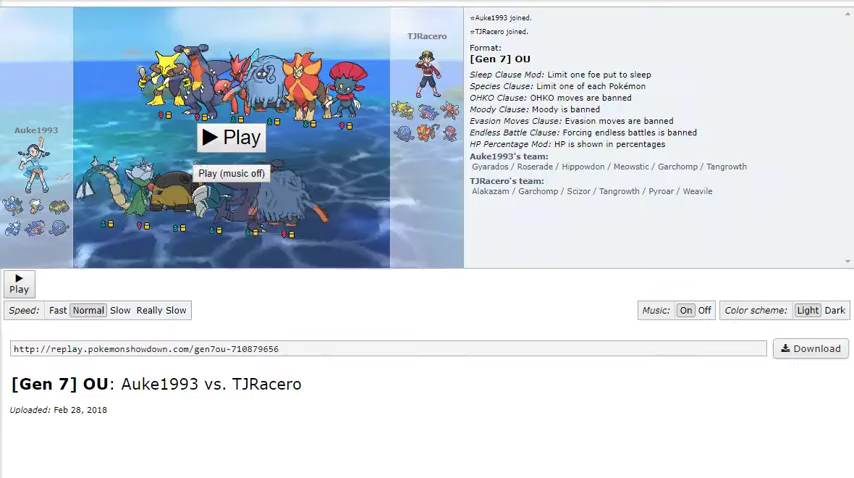 ☆Auke1993 joined.
☆TJRacero joined.
Format:
[Gen 7] OU
Sleep Clause Mod: Limit one foe put to sleep
Species Clause: Limit one of each Pokémon
OHKO Clause: OHKO moves are banned
Moody Clause: Moody is banned
Evasion Moves Clause: Evasion moves are banned
Endless Battle Clause: Forcing endless battles is banned
HP Percentage Mod: HP is shown in percentages
Auke1993's team:
Gyarados / Roserade / Hippowdon / Meowstic / Garchomp / Tangrowth
TJRacero's team:
Alakazam / Garchomp / Scizor / Tangrowth / Pyroar / Weavile
TJRacero
Auke1993
Play
Play (music off)
Play
Speed: Fast Normal Slow Really Slow
Music: On Off
Color scheme: Light Dark
http://replay.pokemonshowdown.com/gen7ou-710879656
Download
[Gen 7] OU: Auke1993 vs. TJRacero
Uploaded: Feb 28, 2018